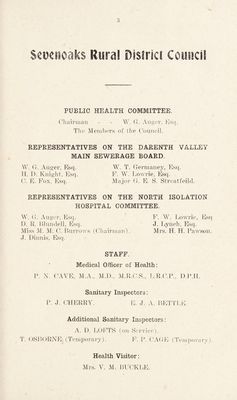 3
Sevenoaks Rural District Council
PUBLIC HEALTH COMMITTEE.
Chairman - - W. G. Auger, Esq.
The Members of the Council.
REPRESENTATIVES ON THE DARENTH VALLEY
MAIN SEWERAGE BOARD.
W. G. Auger, Esq. W. T. Germaney, Esq.
H. D. Knight, Esq. F. W. Lowrie, Esq.
C. E. Fox, Esq. Major G. E. S. Streatfeild.
REPRESENTATIVES ON THE NORTH ISOLATION
HOSPITAL COMMITTEE.
W. G. Auger, Esq. F. W. Lowrie, Esq
D. R. Blundell, Esq. J. Lynch, Esq.
Miss M. M. C. Burrows (Chairman). Mrs. H. H. Pawson.
J. Dinnis, Esq.
STAFF.
Medical Officer of Health:
P. N. CAVE, M.A., M.D., M.R.C.S., L.R.C.P., D.P.H.
Sanitary Inspectors:
P. J. CHERRY. E. J. A. BETTLE
Additional Sanitary Inspectors:
A. D. LOFTS (on Service).
T. OSBORNE (Temporary). F. P. CAGE (Temporary).
Health Visitor:
Mrs. V. M. BUCKLE.